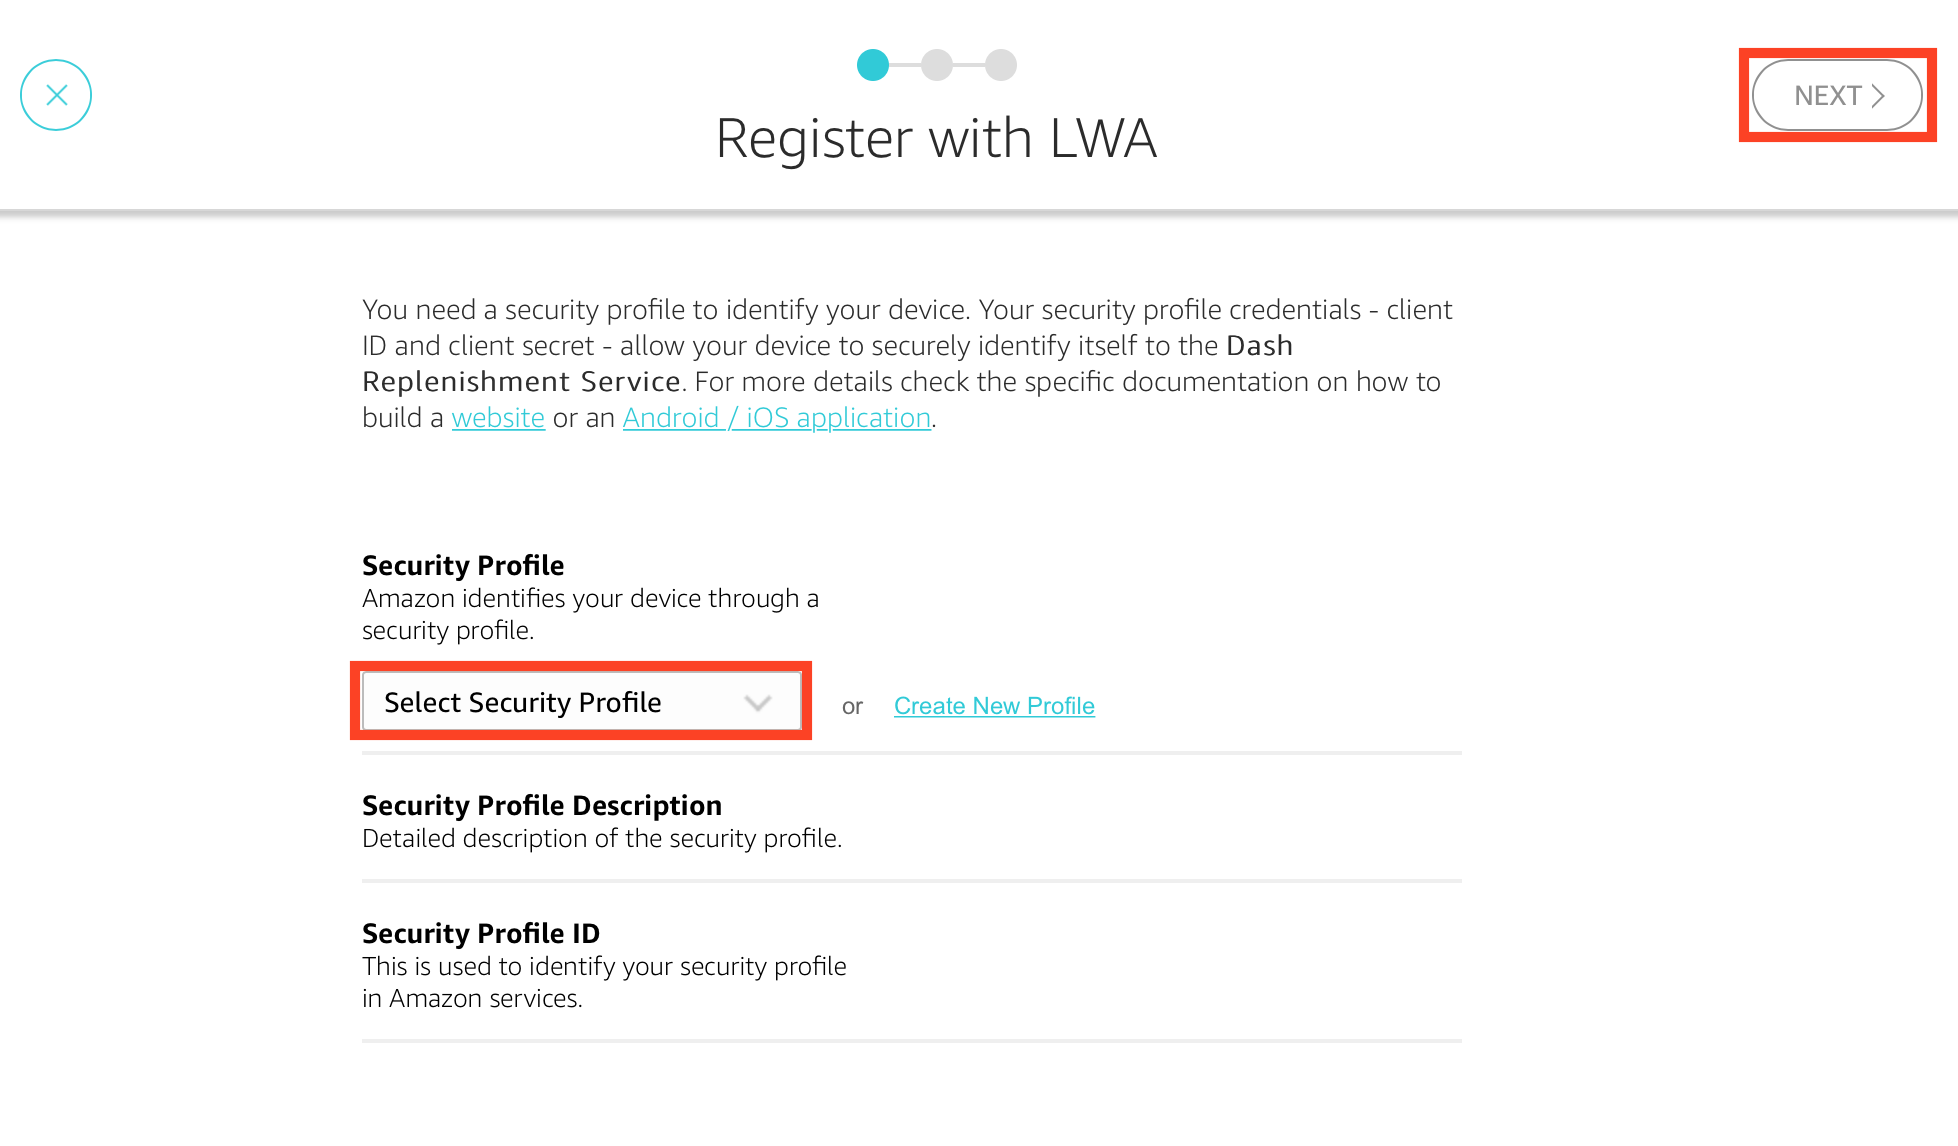 NEXT
Register with LWA
You need a security profile to identify your device. Your security profile credentials - client
ID and client secret - allow your device to securely identify itself to the Dash
Replenishment Service. For more details check the specific documentation on how to
build a website or an Android / iOS application.
Security Profile
Amazon identifies your device through a
security profile.
Select Security Profile or Create New Profile
Security Profile Description
Detailed description of the security profile.
Security Profile ID
This is used to identify your security profile
in Amazon services.